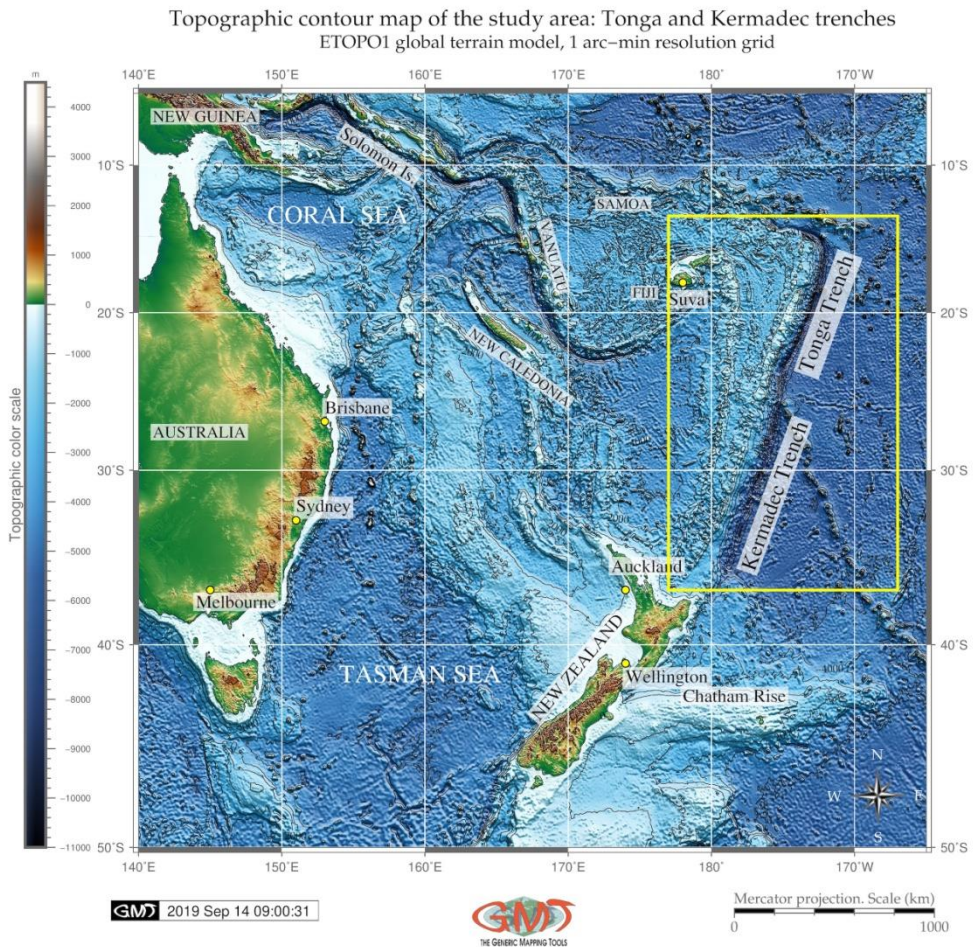 Topographic contour map of the study area: Tonga and Kermadec trenches
ETOPO1 global terrain model, 1 arc−min resolution grid
m
140°E 150°E 160°E 170°E 180° 170°W
4000
3000
2000
1000
0
−1000
−2000
−3000
−4000
−5000
−6000
−7000
−8000
−9000
−10000
−11000
Topographic color scale
10°S
20°S
30°S
40°S
50°S
10°S
20°S
30°S
40°S
50°S
NEW GUINEA
Solomon Is.
CORAL SEA
SAMOA
VANUATU
FIJI
Suva
Tonga Trench
NEW CALEDONIA
Brisbane
AUSTRALIA
Kermadec Trench
Sydney
Auckland
Melbourne
NEW ZEALAND
TASMAN SEA
Wellington
Chatham Rise
N
W E
S
140°E 150°E 160°E 170°E 180° 170°W
GMT 2019 Sep 14 09:00:31
GMT
THE GENERIC MAPPING TOOLS
Mercator projection. Scale (km)
0 1000